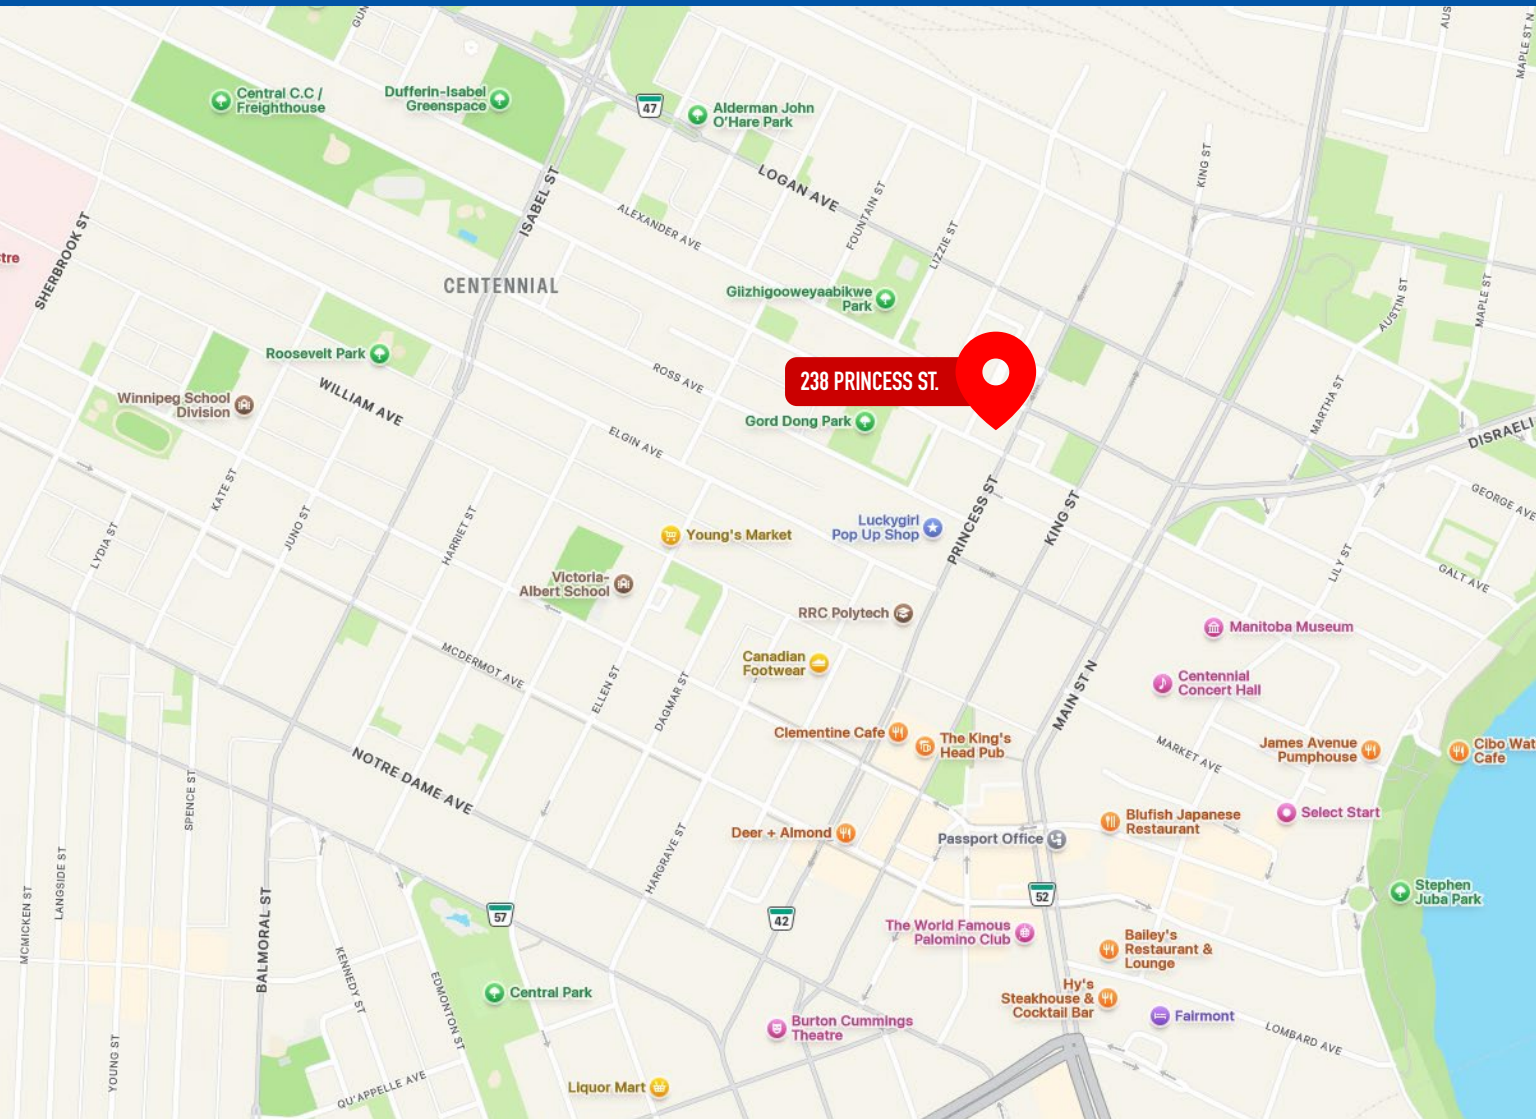 GUN
AUS
MAPLE ST N
Central C.C /
Freighthouse
Dufferin-Isabel
Greenspace
47
Alderman John
O'Hare Park
LOGAN AVE
KING ST
ISABEL ST
ALEXANDER AVE
FOUNTAIN ST
LIZZIE ST
SHERBROOK ST
tre
CENTENNIAL
Giizhigooweyaabikwe
Park
AUSTIN ST
MAPLE ST
Roosevelt Park
ROSS AVE
238 PRINCESS ST.
Winnipeg School
Division
WILLIAM AVE
Gord Dong Park
MARTHA ST
DISRAELI
ELGIN AVE
KATE ST
PRINCESS ST
KING ST
GEORGE AVE
LYDIA ST
JUNO ST
HARRIET ST
Young's Market
Luckygirl
Pop Up Shop
LILY ST
GALT AVE
Victoria-
Albert School
RRC Polytech
Manitoba Museum
MCDERMOT AVE
Canadian
Footwear
Centennial
Concert Hall
ELLEN ST
DAGMAR ST
MAIN ST N
Clementine Cafe
The King's
Head Pub
MARKET AVE
James Avenue
Pumphouse
Cibo Wat
Cafe
NOTRE DAME AVE
SPENCE ST
Deer + Almond
Passport Office
Blufish Japanese
Restaurant
Select Start
LANGSIDE ST
HARGRAVE ST
MCMICKEN ST
BALMORAL ST
57
42
52
Stephen
Juba Park
The World Famous
Palomino Club
Bailey's
Restaurant &
Lounge
KENNEDY ST
EDMONTON ST
Central Park
Hy's
Steakhouse &
Cocktail Bar
Fairmont
Burton Cummings
Theatre
LOMBARD AVE
YOUNG ST
QU'APPELLE AVE
Liquor Mart